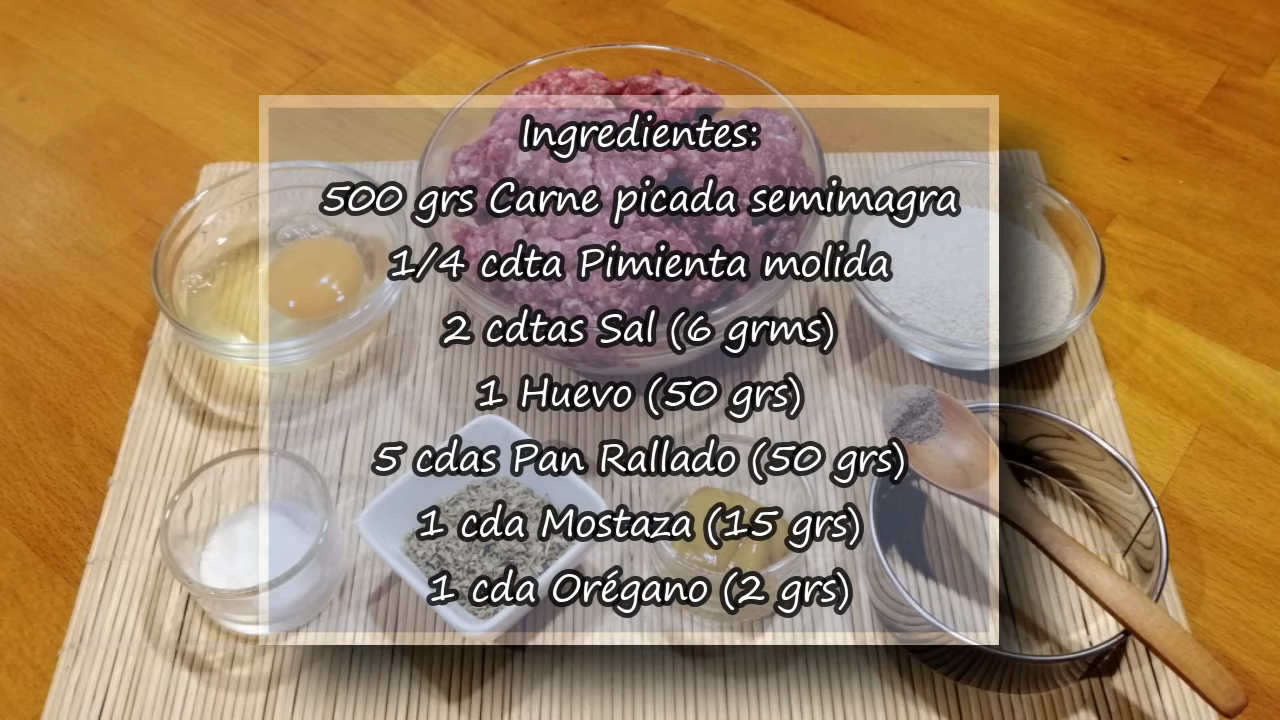 Ingredientes:
500 grs Carne picada semimagra
1/4 cdta Pimienta molida
2 cdtas Sal (6 grms)
1 Huevo (50 grs)
5 cdas Pan Rallado (50 grs)
1 cda Mostaza (15 grs)
1 cda Orégano (2 grs)